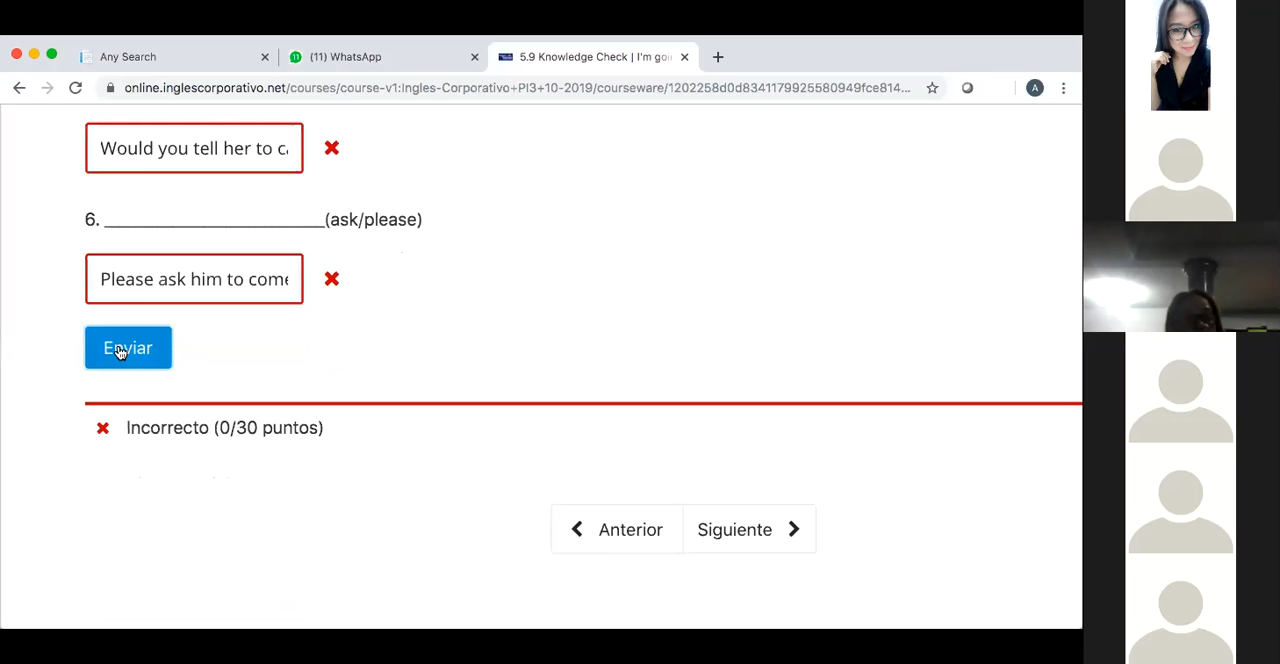 Any Search
(11) WhatsApp
5.9 Knowledge Check | I'm goi
online.inglescorporativo.net/courses/course-v1:Ingles-Corporativo+PI3+10-2019/courseware/1202258d0d8341179925580949fce814...
A
Would you tell her to ca
6. ________________________(ask/please)
Please ask him to come
Enviar
Incorrecto (0/30 puntos)
Anterior
Siguiente